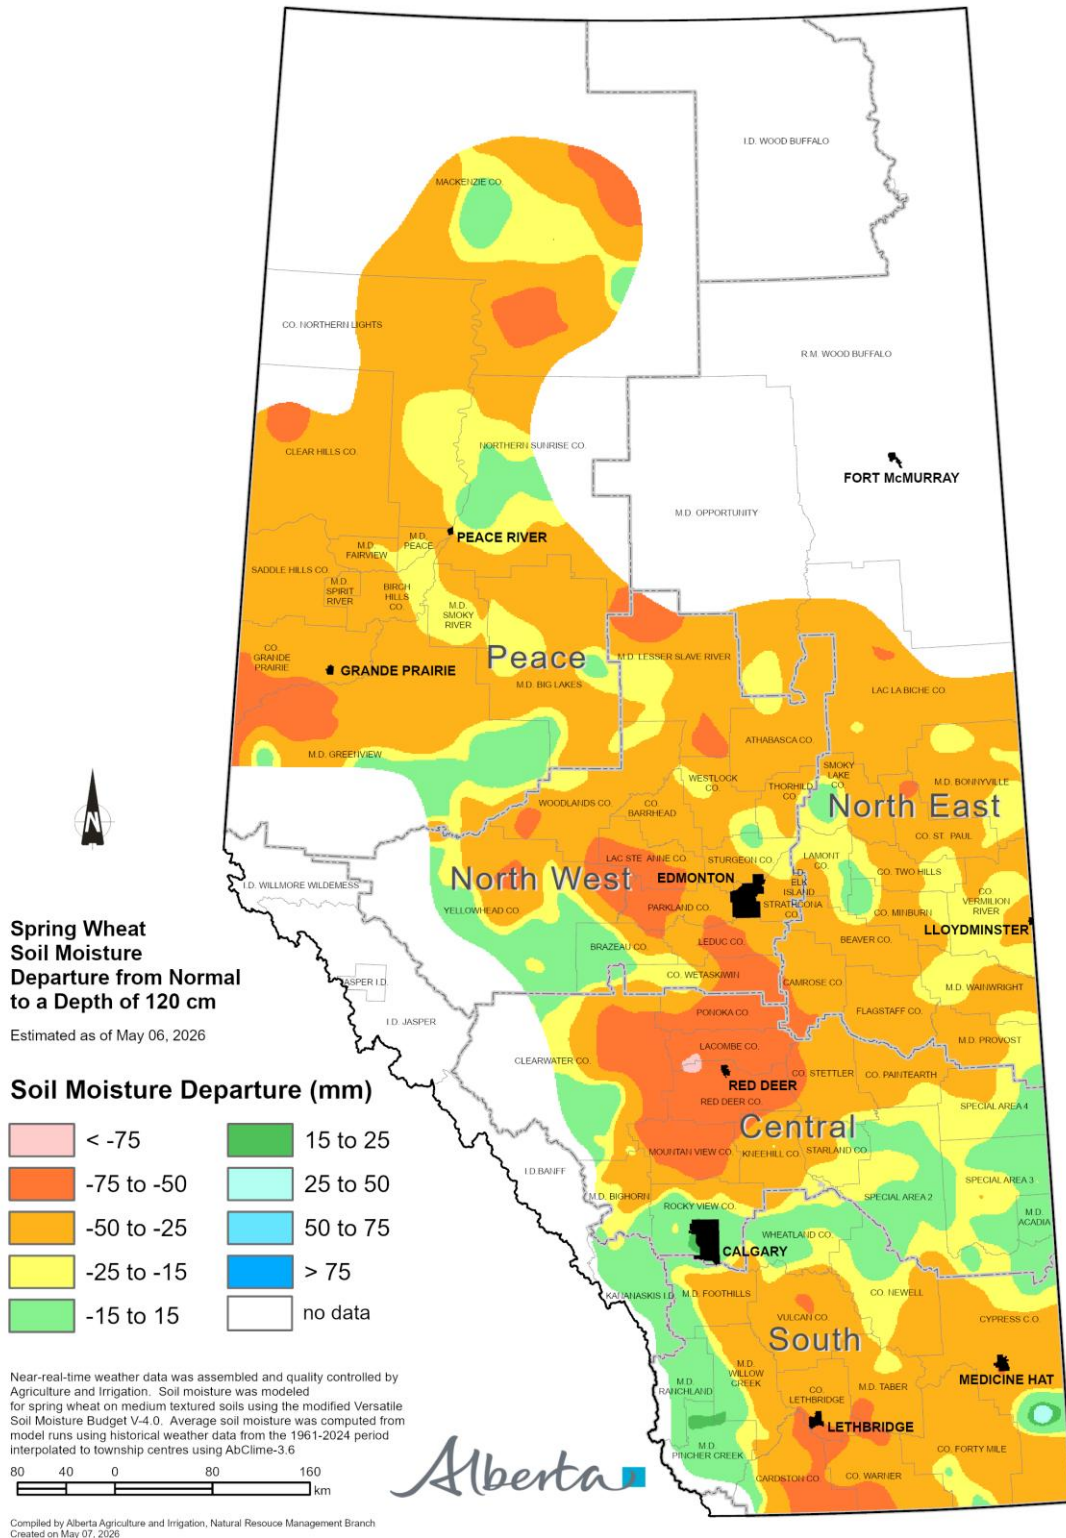 I.D. WOOD BUFFALO
MACKENZIE CO.
CO. NORTHERN LIGHTS
R.M. WOOD BUFFALO
CLEAR HILLS CO.
NORTHERN SUNRISE CO.
FORT McMURRAY
M.D. OPPORTUNITY
PEACE RIVER
M.D.
PEACE
M.D.
FAIRVIEW
SADDLE HILLS CO.
M.D.
SPIRIT
RIVER
BIRCH
HILLS
CO.
M.D.
SMOKY
RIVER
CO.
GRANDE
PRAIRIE
GRANDE PRAIRIE
Peace
M.D. LESSER SLAVE RIVER
M.D. BIG LAKES
LAC LA BICHE CO.
M.D. GREENVIEW
ATHABASCA CO.
SMOKY
LAKE
CO.
M.D. BONNYVILLE
WESTLOCK
CO.
THORHILD
CO.
North East
WOODLANDS CO.
CO.
BARRHEAD
CO. ST. PAUL
LAC STE ANNE CO.
STURGEON CO.
LAMONT
CO.
North West
EDMONTON
I.D.
ELK
ISLAND
CO. TWO HILLS
CO.
VERMILION
RIVER
I.D. WILLMORE WILDERNESS
YELLOWHEAD CO.
PARKLAND CO.
STRATHCONA
CO.
CO. MINBURN
LLOYDMINSTER
BRAZEAU CO.
LEDUC CO.
BEAVER CO.
CO. WETASKIWIN
CAMROSE CO.
M.D. WAINWRIGHT
JASPER I.D.
I.D. JASPER
PONOKA CO.
FLAGSTAFF CO.
M.D. PROVOST
CLEARWATER CO.
LACOMBE CO.
CO. STETTLER
CO. PAINTEARTH
RED DEER
RED DEER CO.
SPECIAL AREA 4
Central
MOUNTAIN VIEW CO.
KNEEHILL CO.
STARLAND CO.
I.D.BANFF
M.D. BIGHORN
ROCKY VIEW CO.
SPECIAL AREA 2
SPECIAL AREA 3
M.D.
ACADIA
WHEATLAND CO.
CALGARY
KANANASKIS I.D
M.D. FOOTHILLS
CO. NEWELL
VULCAN CO.
CYPRESS C.O.
South
M.D.
WILLOW
CREEK
M.D.
RANCHLAND
CO.
LETHBRIDGE
M.D. TABER
MEDICINE HAT
LETHBRIDGE
M.D.
PINCHER CREEK
CO. FORTY MILE
CARDSTON CO.
CO. WARNER
N
Spring Wheat
Soil Moisture
Departure from Normal
to a Depth of 120 cm
Estimated as of May 06, 2026
Soil Moisture Departure (mm)
< -75
15 to 25
-75 to -50
25 to 50
-50 to -25
50 to 75
-25 to -15
> 75
-15 to 15
no data
Near-real-time weather data was assembled and quality controlled by
Agriculture and Irrigation. Soil moisture was modeled
for spring wheat on medium textured soils using the modified Versatile
Soil Moisture Budget V-4.0. Average soil moisture was computed from
model runs using historical weather data from the 1961-2024 period
interpolated to township centres using AbClime-3.6
80 40 0 80 160
km
Alberta
Compiled by Alberta Agriculture and Irrigation, Natural Resouce Management Branch
Created on May 07, 2026